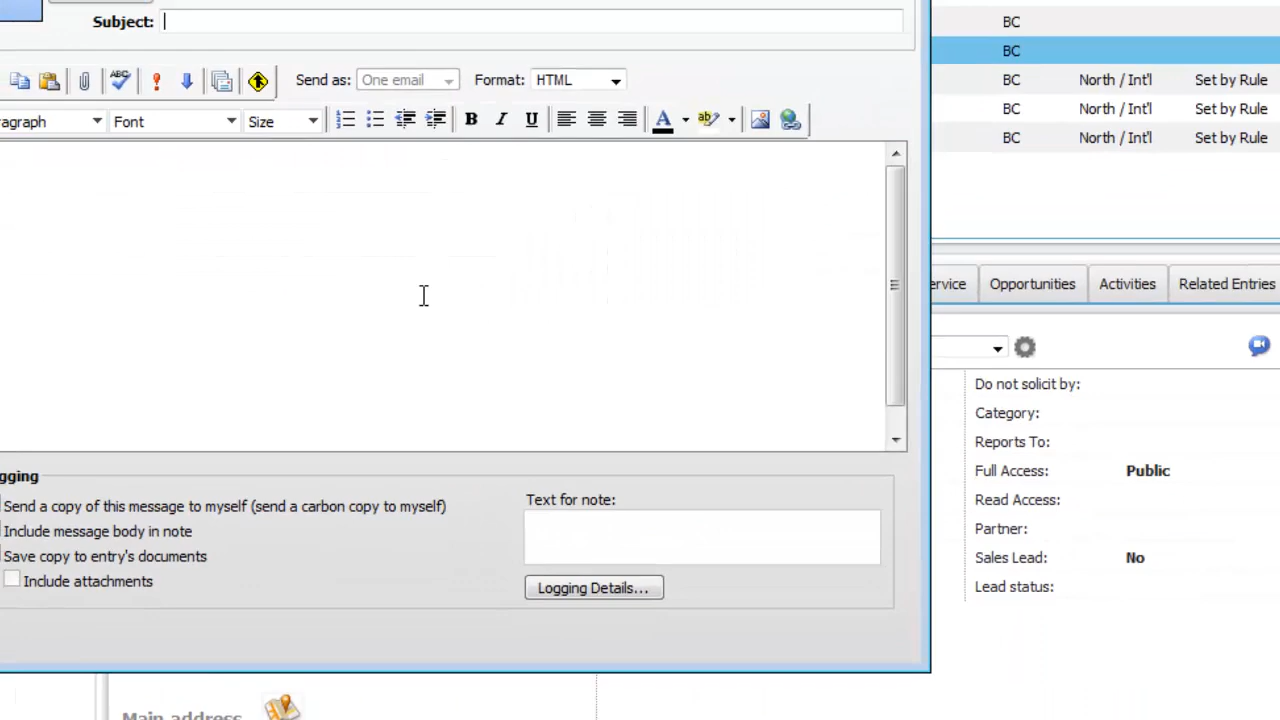 Subject:
BC
BC
BC North / Int'l Set by Rule
BC North / Int'l Set by Rule
BC North / Int'l Set by Rule
ABC
Send as: One email Format: HTML
agraph Font Size B I U A ab
ervice Opportunities Activities Related Entries
Do not solicit by:
Category:
Reports To:
Full Access: Public
Read Access:
Partner:
Sales Lead: No
Lead status:
gging
Send a copy of this message to myself (send a carbon copy to myself)
Include message body in note
Save copy to entry's documents
Include attachments
Text for note:
Logging Details...
Main address